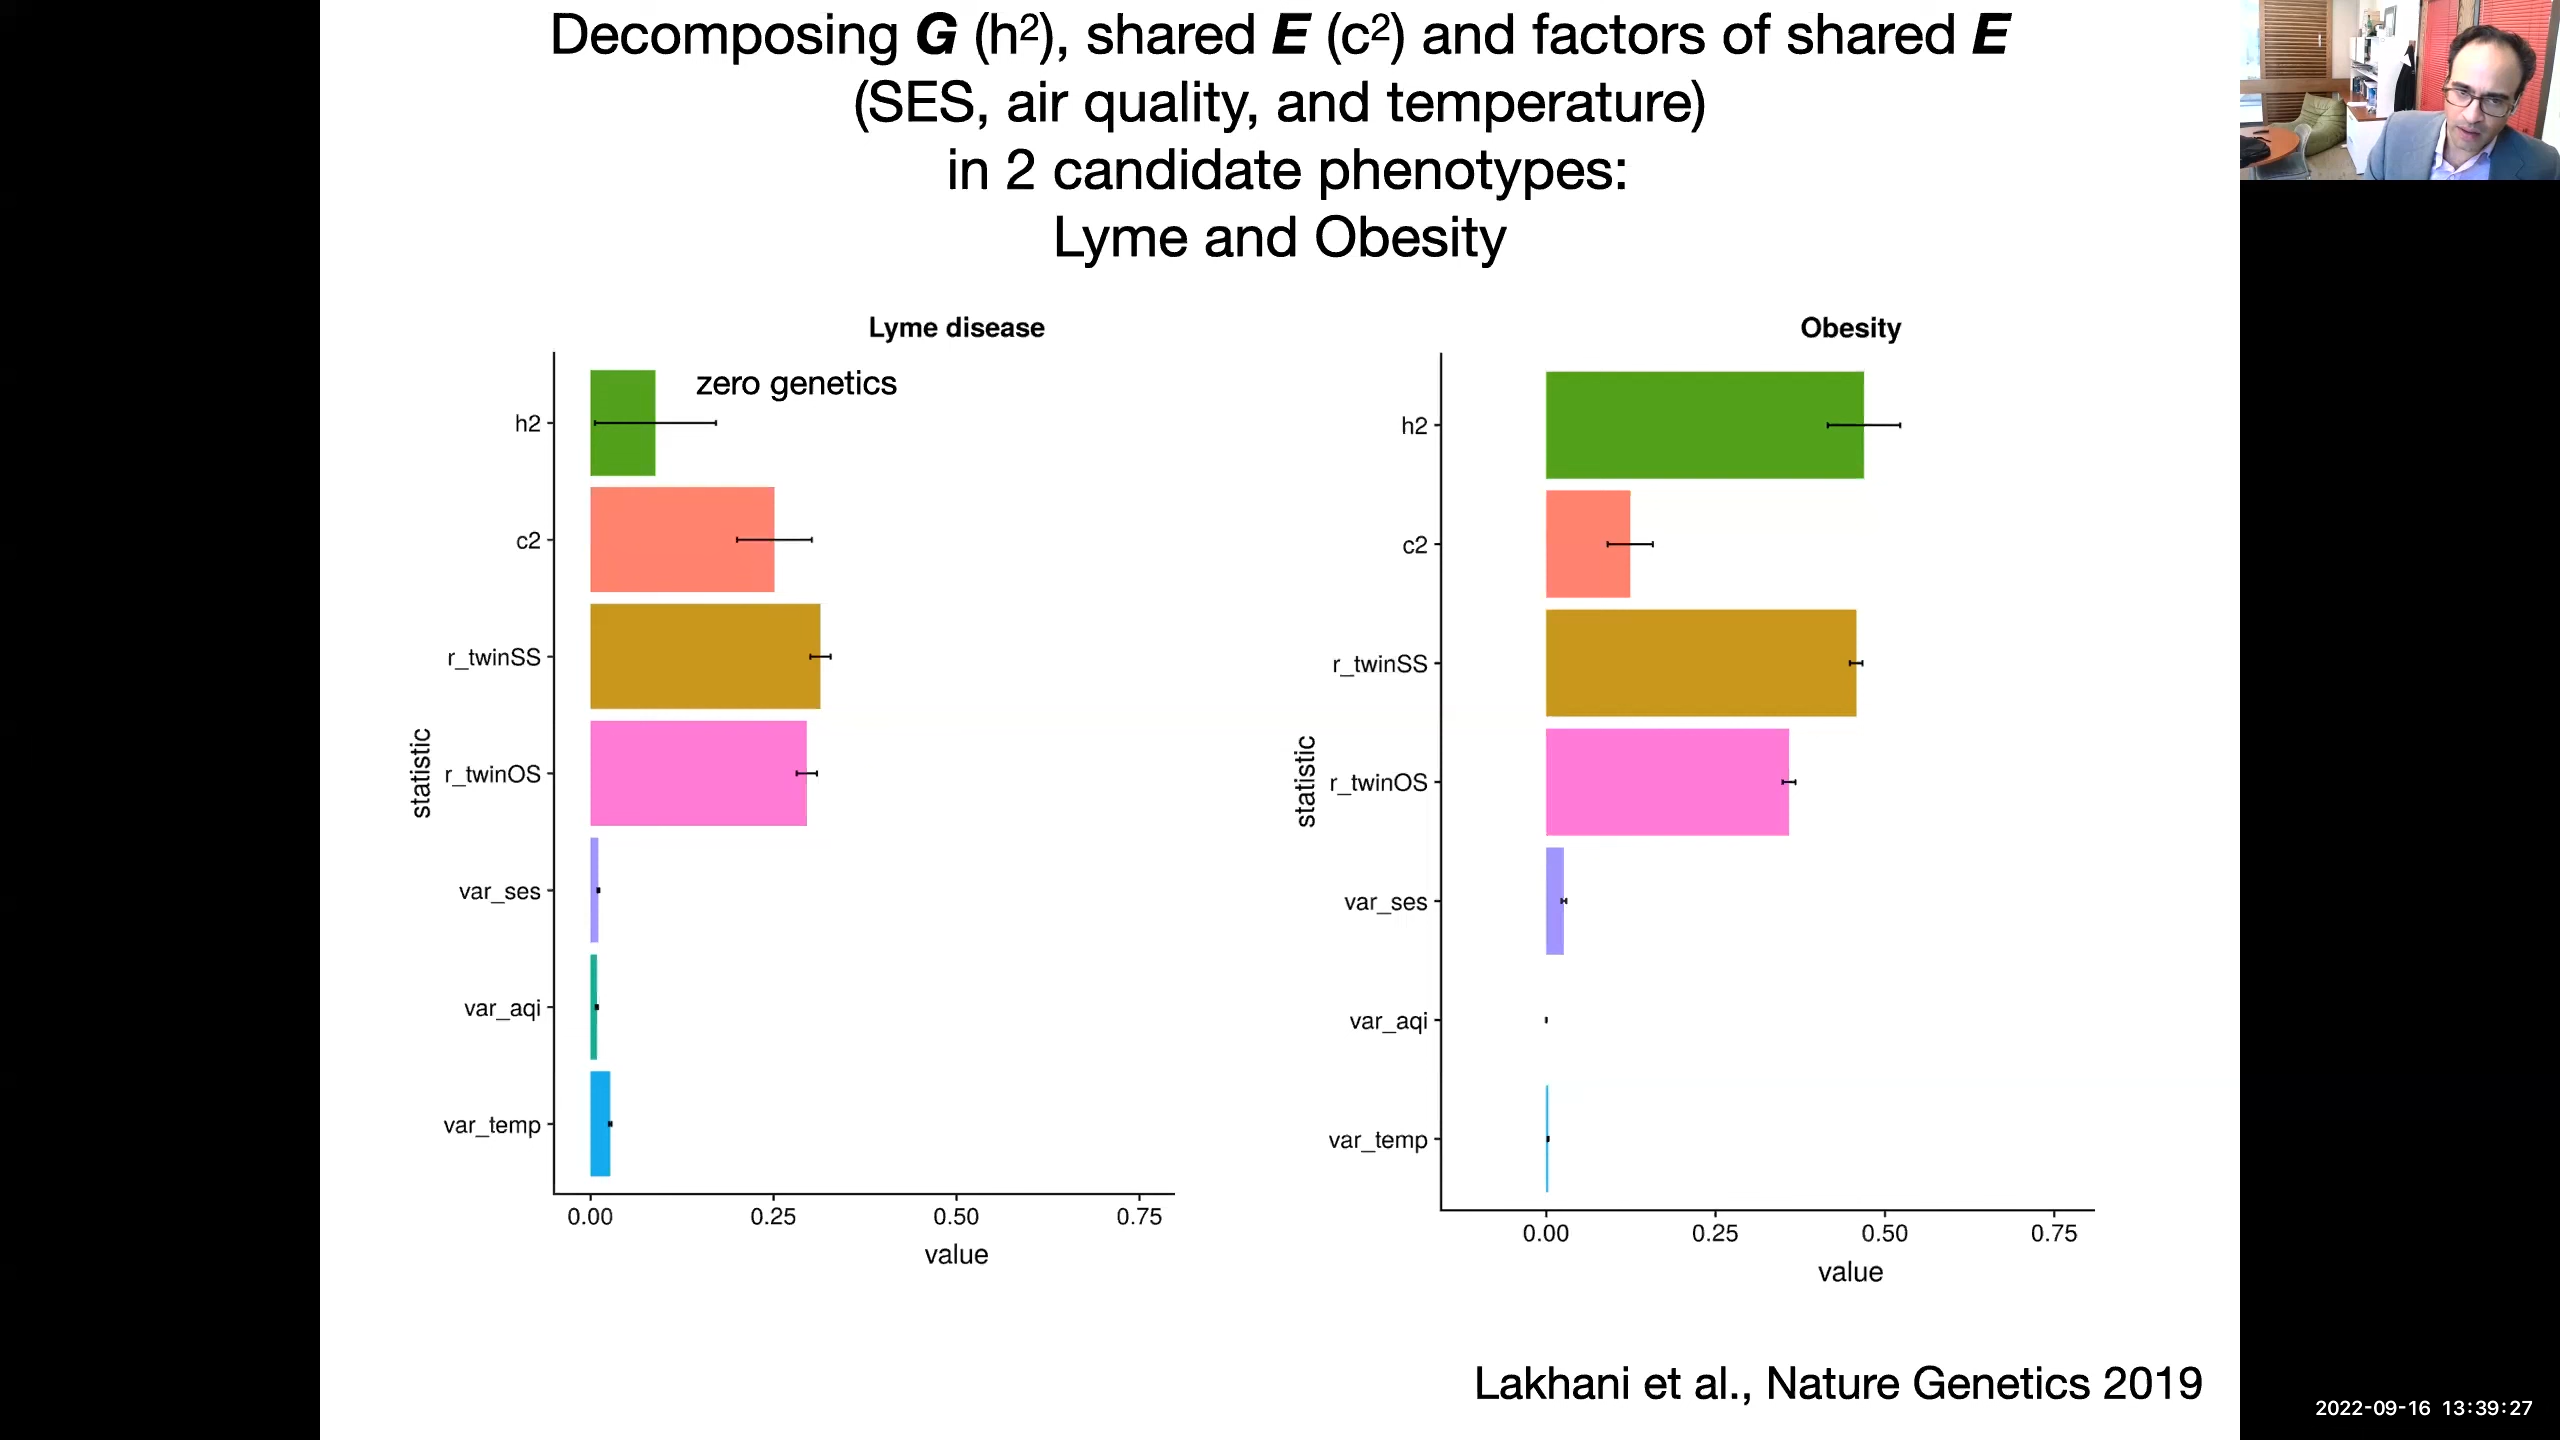 Decomposing G (h²), shared E (c²) and factors of shared E
(SES, air quality, and temperature)
in 2 candidate phenotypes:
Lyme and Obesity
Lyme disease
zero genetics
h2
c2
r_twinSS
r_twinOS
var_ses
var_aqi
var_temp
statistic
0.00 0.25 0.50 0.75
value
Obesity
h2
c2
r_twinSS
r_twinOS
var_ses
var_aqi
var_temp
statistic
0.00 0.25 0.50 0.75
value
Lakhani et al., Nature Genetics 2019
2022-09-16 13:39:27